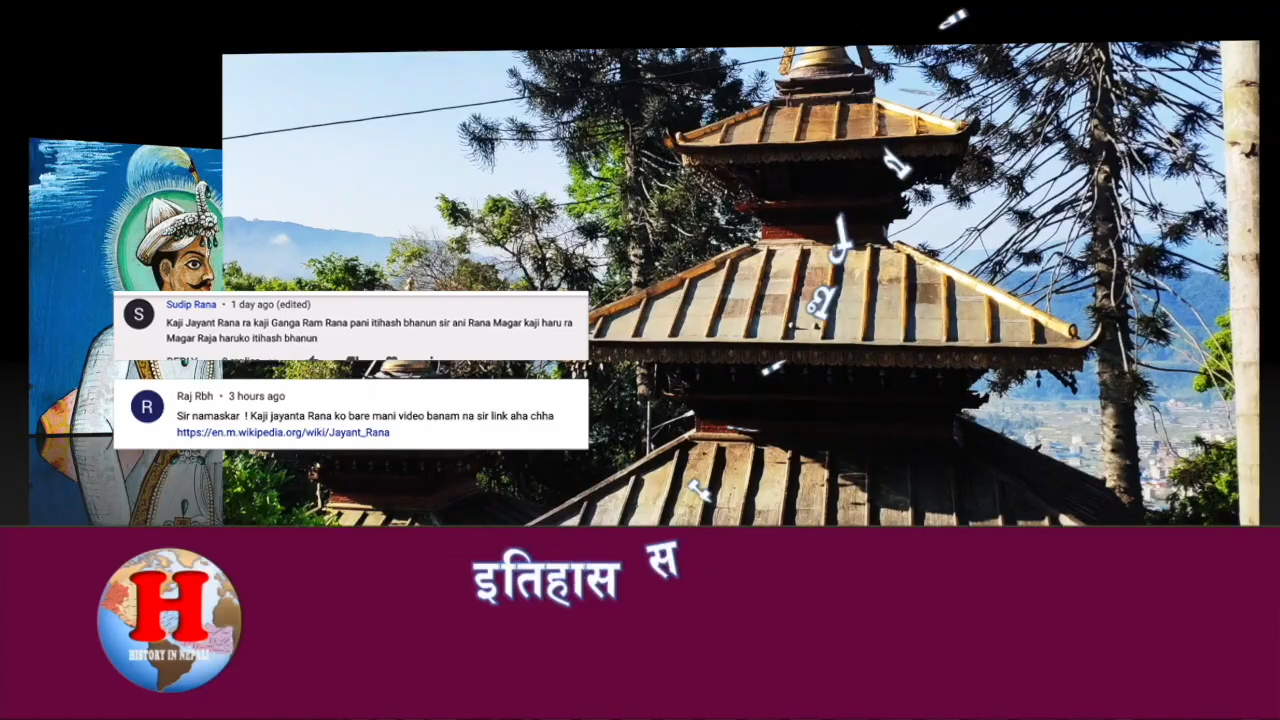 S
Sudip Rana • 1 day ago (edited)
Kaji Jayant Rana ra kaji Ganga Ram Rana pani itihash bhanun sir ani Rana Magar kaji haru ra
Magar Raja haruko itihash bhanun
R
Raj Rbh • 3 hours ago
Sir namaskar ! Kaji jayanta Rana ko bare mani video banam na sir link aha chha
https://en.m.wikipedia.org/wiki/Jayant_Rana
इतिहास स
H
HISTORY IN NEPALI